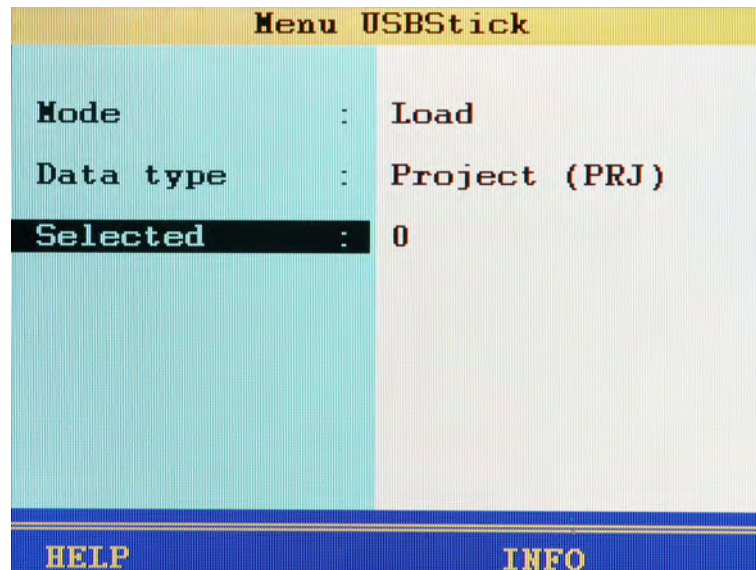 Menu USBStick
Mode : Load
Data type : Project (PRJ)
Selected : 0
HELP INFO